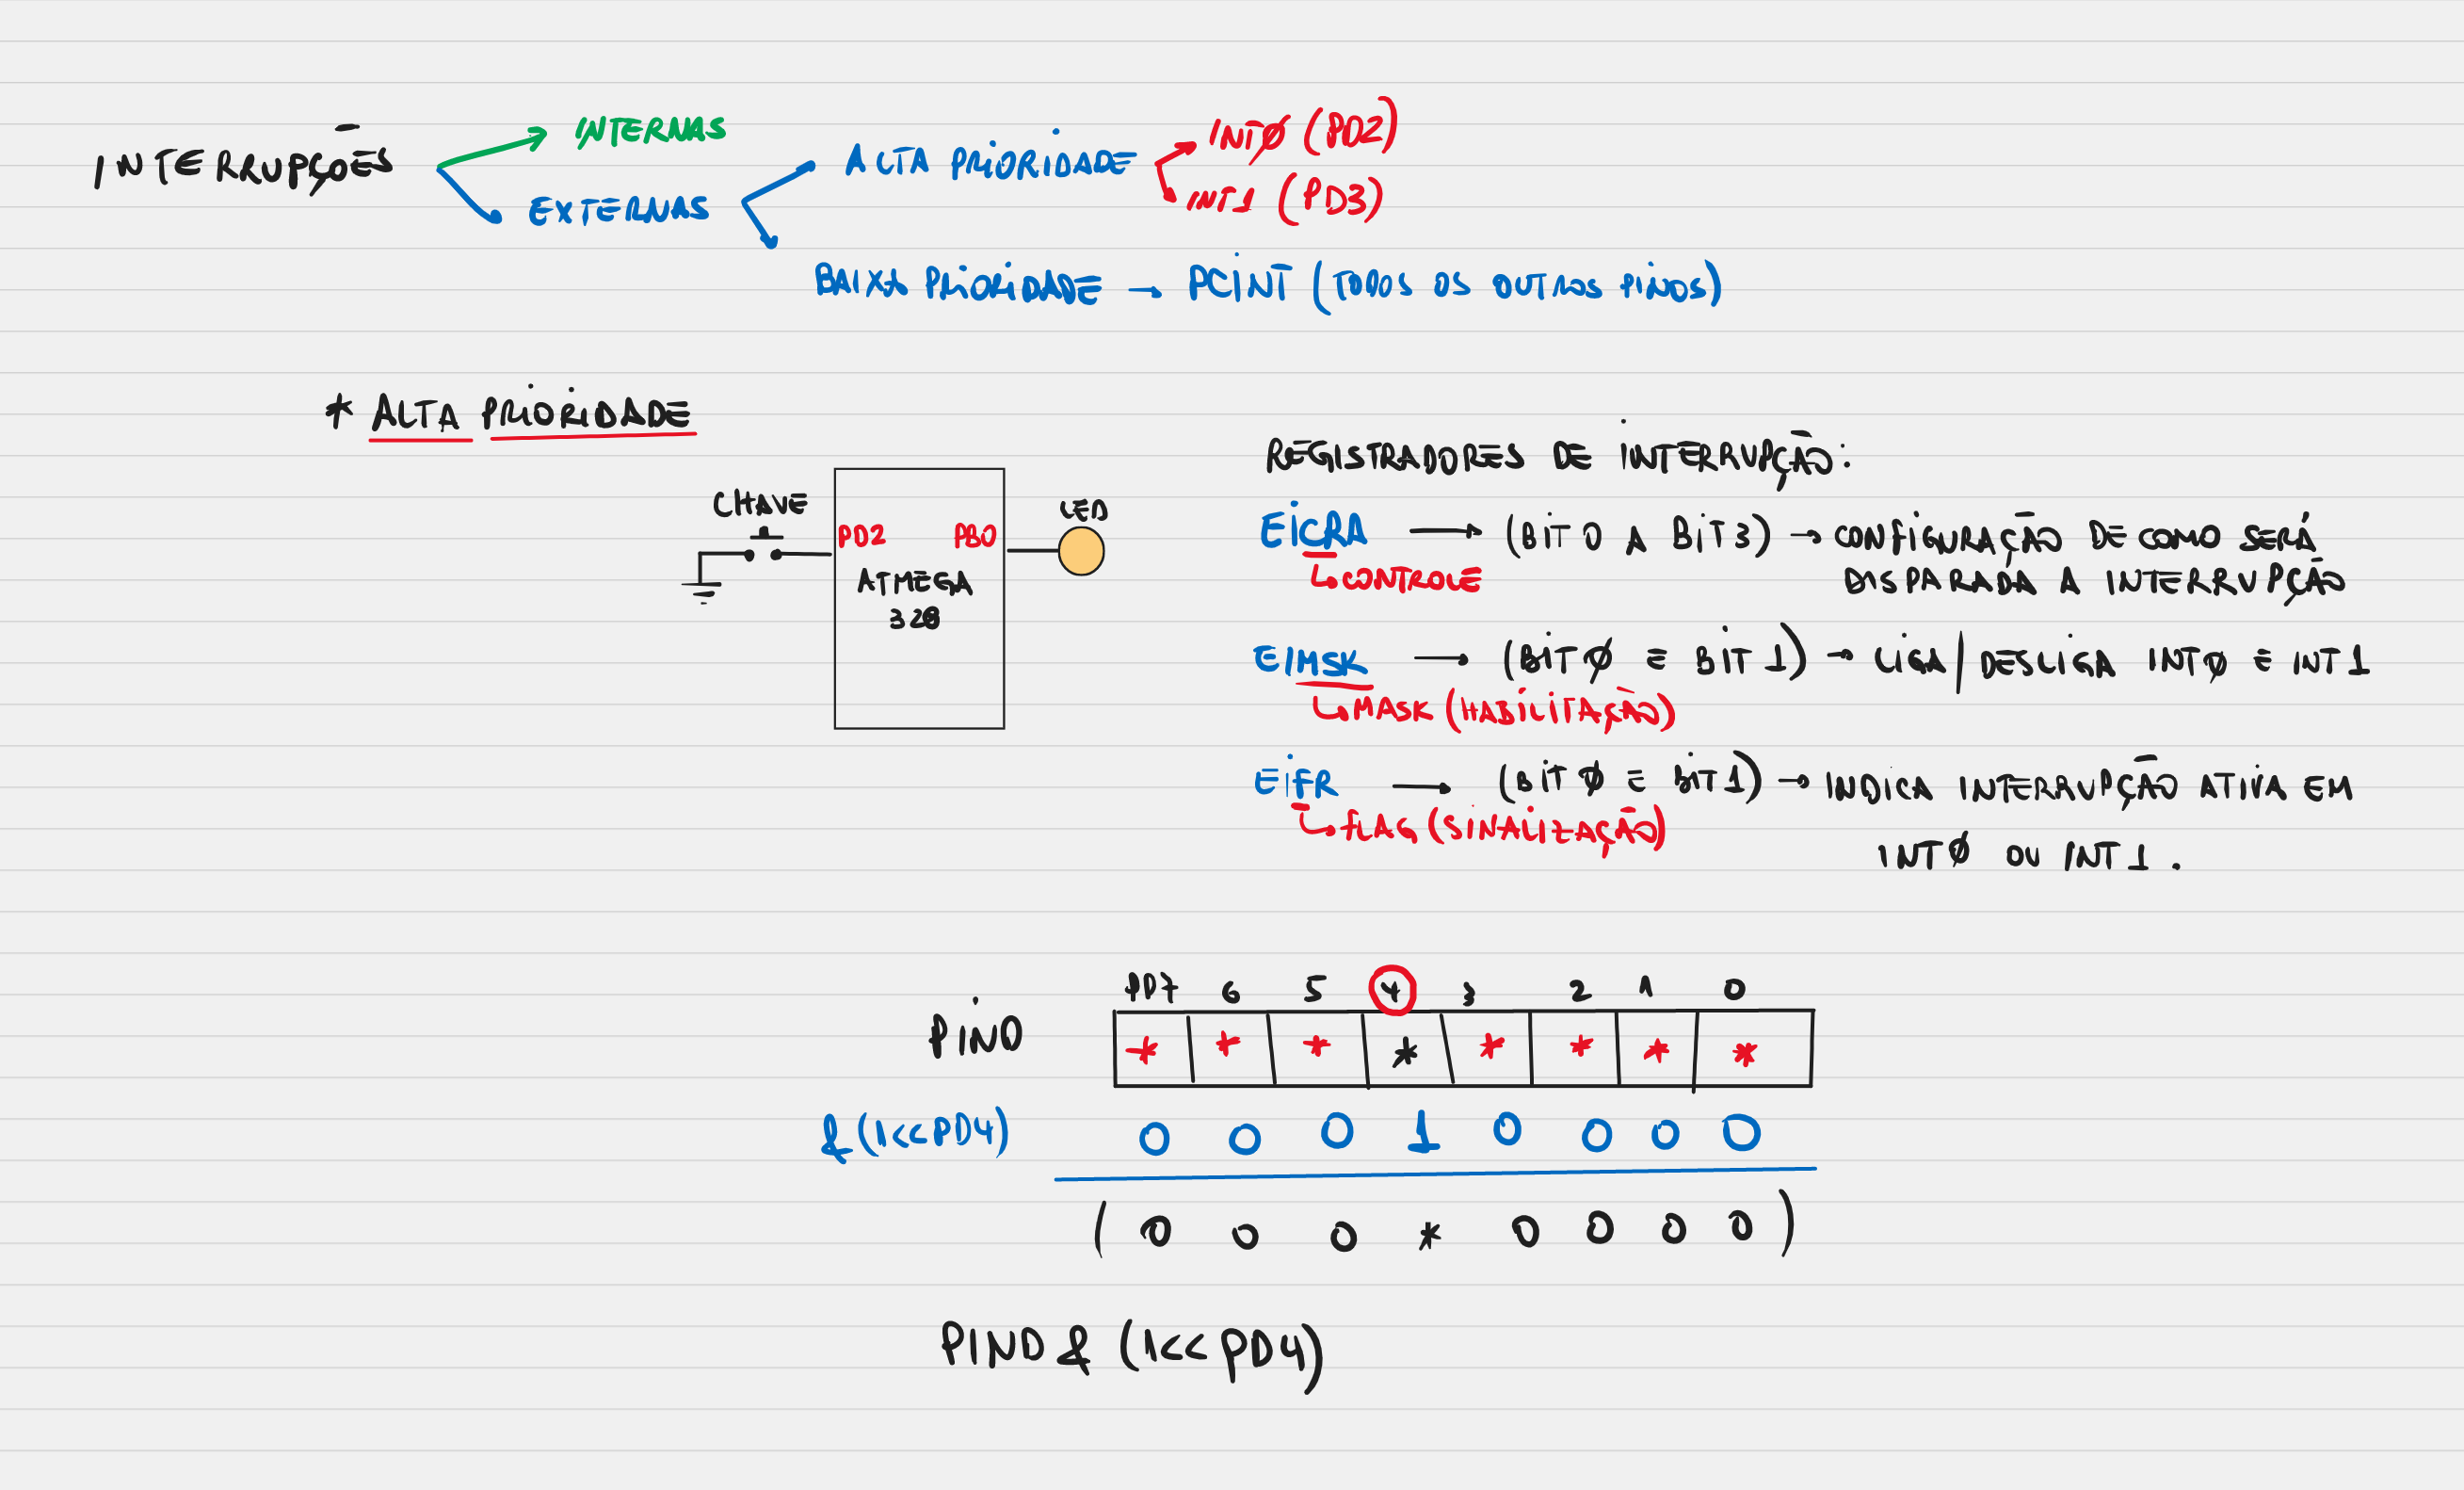 INTERRUPÇÕES
INTERNAS
EXTERNAS
ALTA PRIORIDADE
INTØ (PD2)
INT1 (PD3)
BAIXA PRIORIDADE → PCINT (TODOS OS OUTROS PINOS)
* ALTA PRIORIDADE
CHAVE
PD2 PB0
ATMEGA
328
LED
REGISTRADORES DE INTERRUPÇÃO:
EICRA → (BIT 0 A BIT 3) → CONFIGURAÇÃO DE COMO SERÁ
↳ CONTROLE DISPARADA A INTERRUPÇÃO
EIMSK → (BIT Ø E BIT 1) → LIGA/DESLIGA INTØ E INT1
↳ MASK (HABILITAÇÃO)
EIFR → (BIT Ø E BIT 1) → INDICA INTERRUPÇÃO ATIVA EM
↳ FLAG (SINALIZAÇÃO)
INTØ OU INT1.
PD7 6 5 4 3 2 1 0
PIND * * * * * * * *
& (1<<PD4) 0 0 0 1 0 0 0 0
(0 0 0 * 0 0 0 0)
PIND & (1<<PD4)